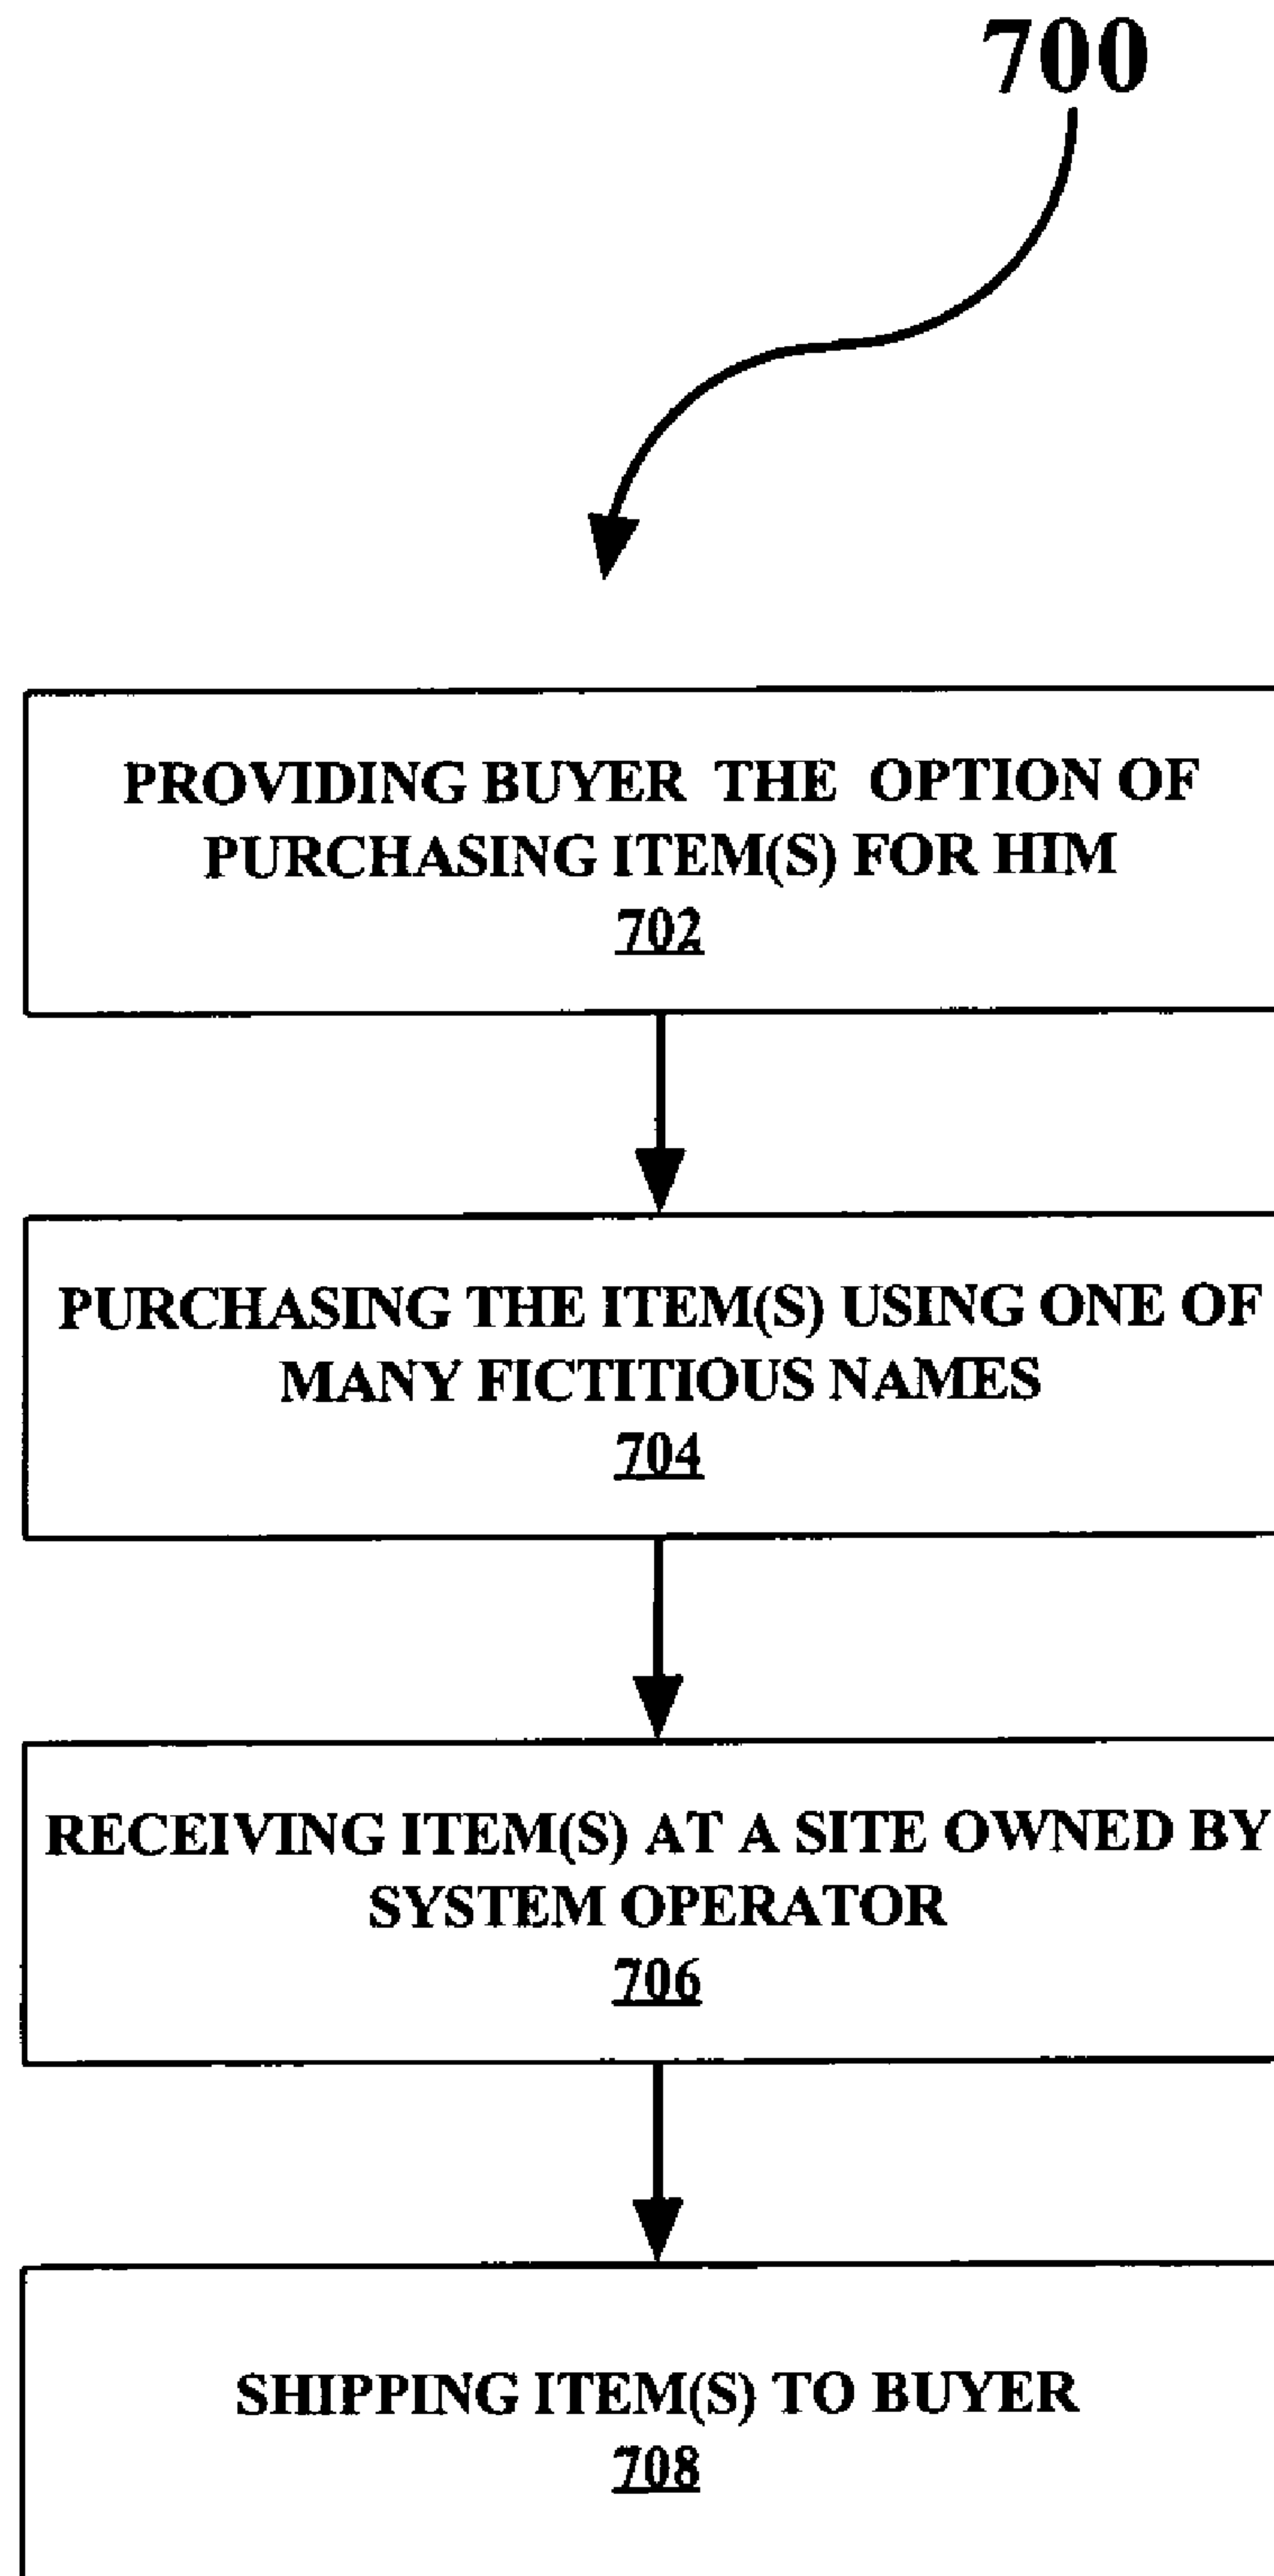 700
PROVIDING BUYER THE OPTION OF
PURCHASING ITEM(S) FOR HIM
702
PURCHASING THE ITEM(S) USING ONE OF
MANY FICTITIOUS NAMES
704
RECEIVING ITEM(S) AT A SITE OWNED BY
SYSTEM OPERATOR
706
SHIPPING ITEM(S) TO BUYER
708